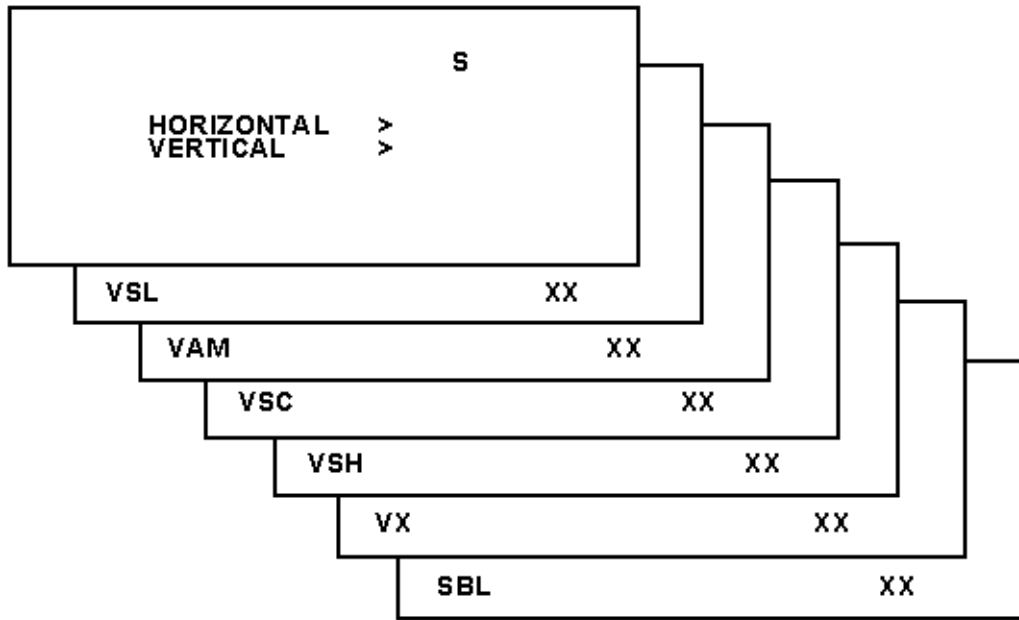 S
HORIZONTAL >
VERTICAL >
VSL XX
VAM XX
VSC XX
VSH XX
VX XX
SBL XX